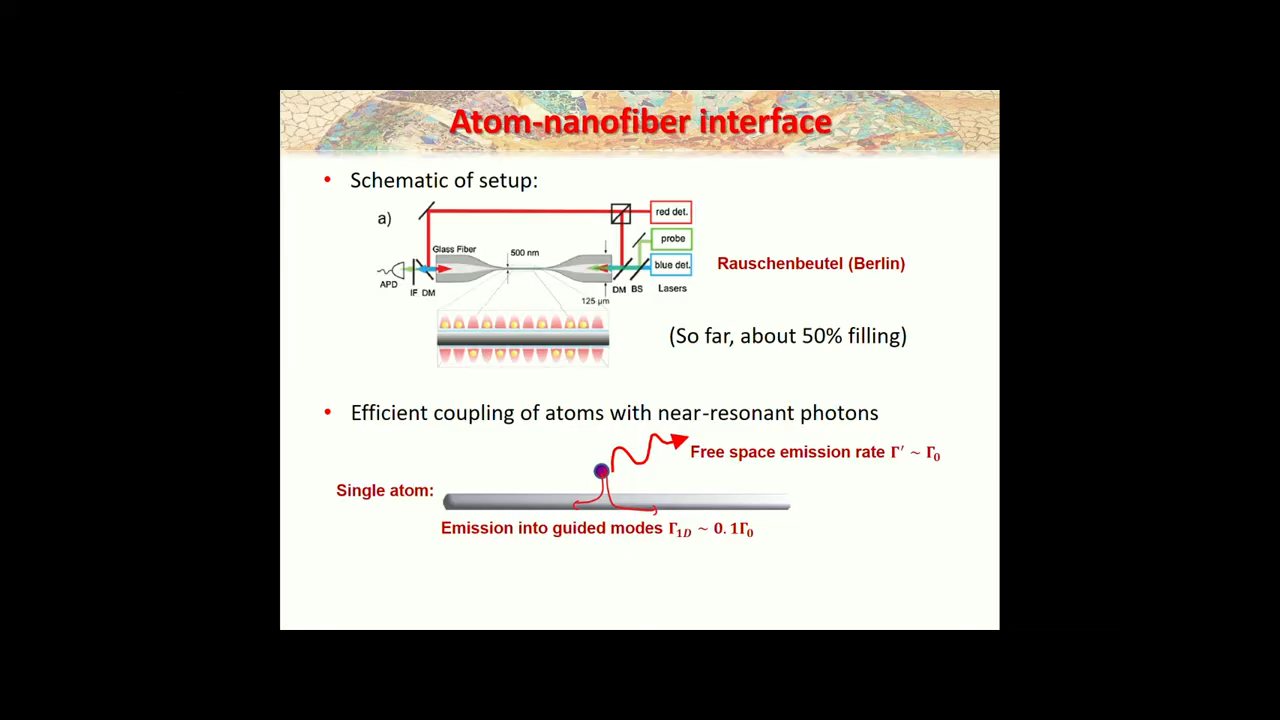 Atom-nanofiber interface
• Schematic of setup:
a)
red det.
probe
Glass Fiber
500 nm
blue det.
Rauschenbeutel (Berlin)
APD
IF DM
DM BS Lasers
125 µm
(So far, about 50% filling)
• Efficient coupling of atoms with near-resonant photons
Free space emission rate Γ′ ~ Γ₀
Single atom:
Emission into guided modes Γ₁D ~ 0.1Γ₀